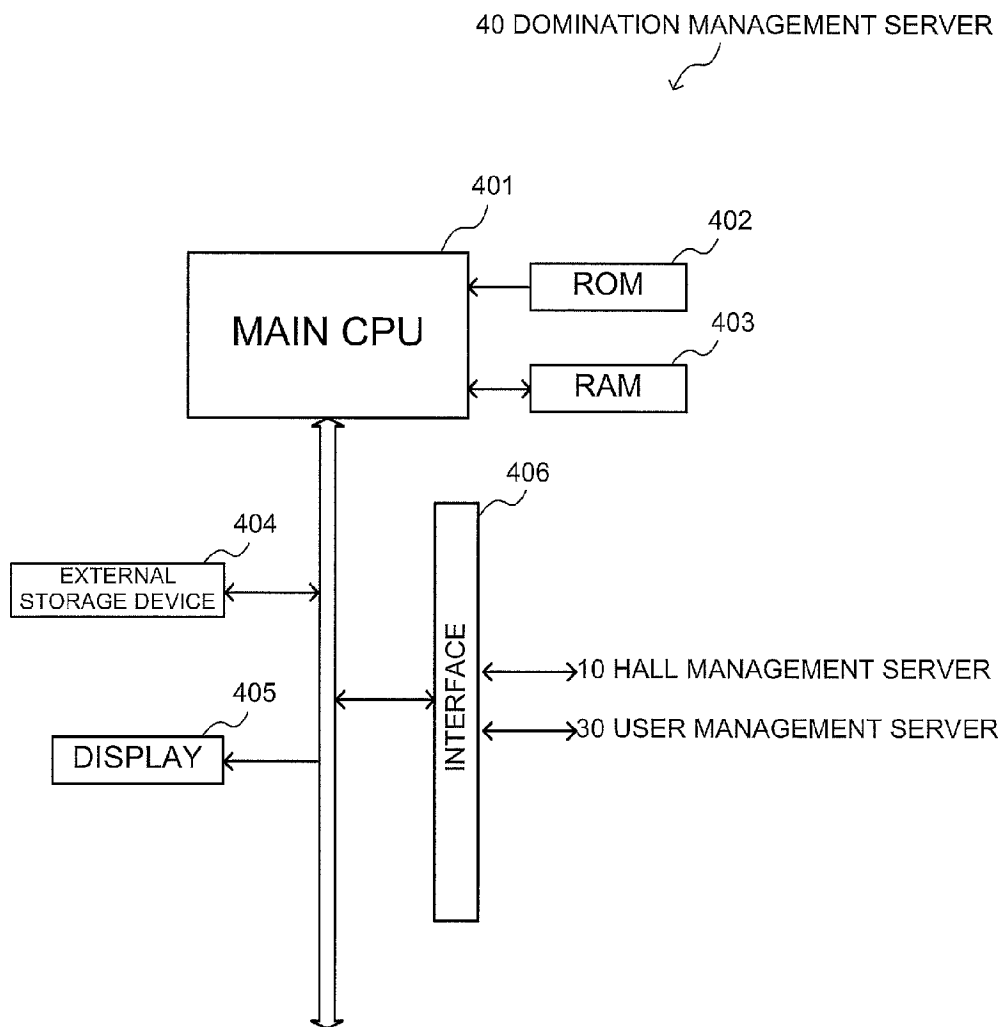 40 DOMINATION MANAGEMENT SERVER
401
402
MAIN CPU
ROM
403
RAM
406
404
EXTERNAL
STORAGE DEVICE
INTERFACE
10 HALL MANAGEMENT SERVER
405
30 USER MANAGEMENT SERVER
DISPLAY